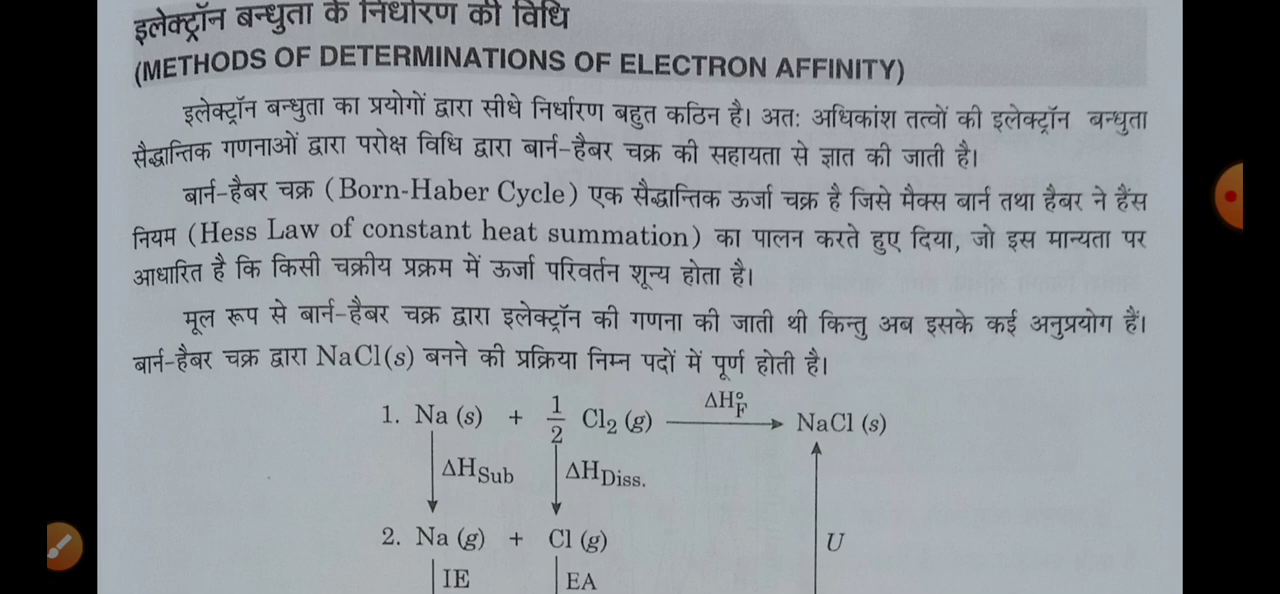 इलेक्ट्रॉन बन्धुता के निर्धारण की विधि
(METHODS OF DETERMINATIONS OF ELECTRON AFFINITY)
इलेक्ट्रॉन बन्धुता का प्रयोगों द्वारा सीधे निर्धारण बहुत कठिन है। अतः अधिकांश तत्वों की इलेक्ट्रॉन बन्धुता
सैद्धान्तिक गणनाओं द्वारा परोक्ष विधि द्वारा बार्न-हैबर चक्र की सहायता से ज्ञात की जाती है।
बार्न-हैबर चक्र (Born-Haber Cycle) एक सैद्धान्तिक ऊर्जा चक्र है जिसे मैक्स बार्न तथा हैबर ने हैंस
नियम (Hess Law of constant heat summation) का पालन करते हुए दिया, जो इस मान्यता पर
आधारित है कि किसी चक्रीय प्रक्रम में ऊर्जा परिवर्तन शून्य होता है।
मूल रूप से बार्न-हैबर चक्र द्वारा इलेक्ट्रॉन की गणना की जाती थी किन्तु अब इसके कई अनुप्रयोग हैं।
बार्न-हैबर चक्र द्वारा NaCl(s) बनने की प्रक्रिया निम्न पदों में पूर्ण होती है।
1. Na (s) + 1/2 Cl₂ (g) ΔH°F NaCl (s)
ΔHSub ΔHDiss.
2. Na (g) + Cl (g) U
IE EA